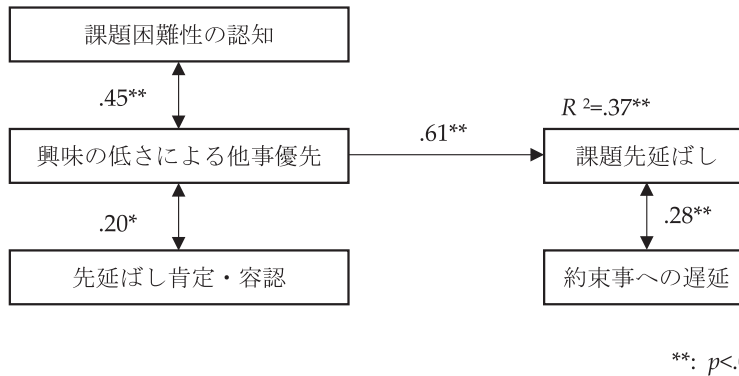 課題困難性の認知
.45**
R ²=.37**
.61**
興味の低さによる他事優先
課題先延ばし
.20*
.28**
先延ばし肯定・容認
約束事への遅延
**: p<.